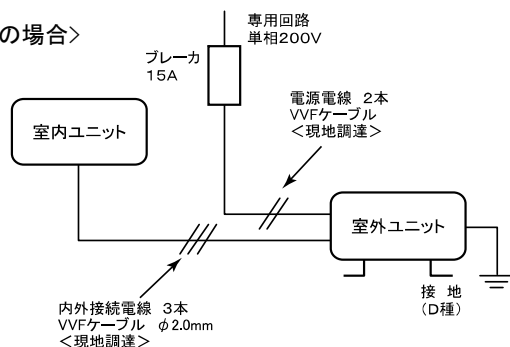 の場合>
専用回路
単相200V
ブレーカ
15A
電源電線 2本
VVFケーブル
<現地調達>
室内ユニット
室外ユニット
接 地
(D種)
内外接続電線 3本
VVFケーブル φ2.0mm
<現地調達>